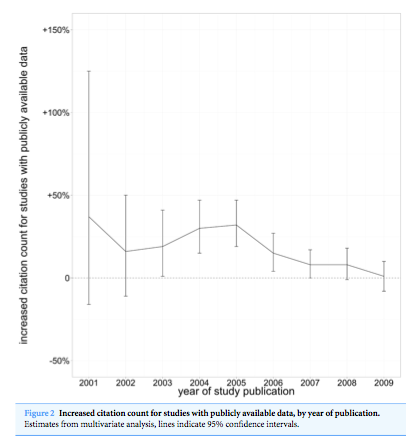 increased citation count for studies with publicly available data
+150%
+100%
+50%
0
-50%
2001 2002 2003 2004 2005 2006 2007 2008 2009
year of study publication
Figure 2 Increased citation count for studies with publicly available data, by year of publication.
Estimates from multivariate analysis, lines indicate 95% confidence intervals.